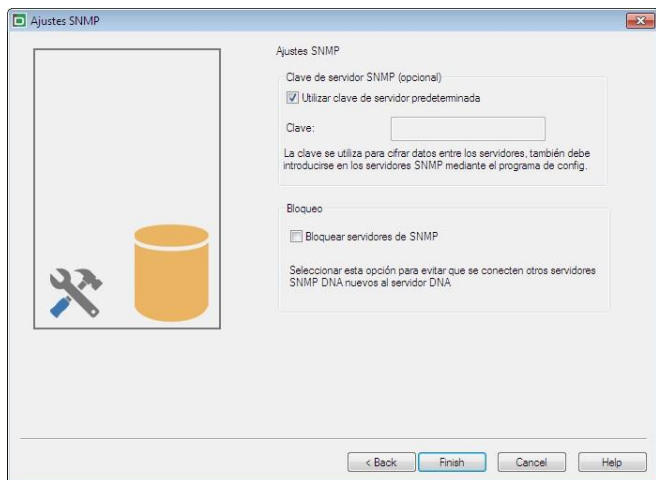 Ajustes SNMP
Ajustes SNMP
Clave de servidor SNMP (opcional)
Utilizar clave de servidor predeterminada
Clave:
La clave se utiliza para cifrar datos entre los servidores, también debe
introducirse en los servidores SNMP mediante el programa de config.
Bloqueo
Bloquear servidores de SNMP
Seleccionar esta opción para evitar que se conecten otros servidores
SNMP DNA nuevos al servidor DNA
< Back
Finish
Cancel
Help